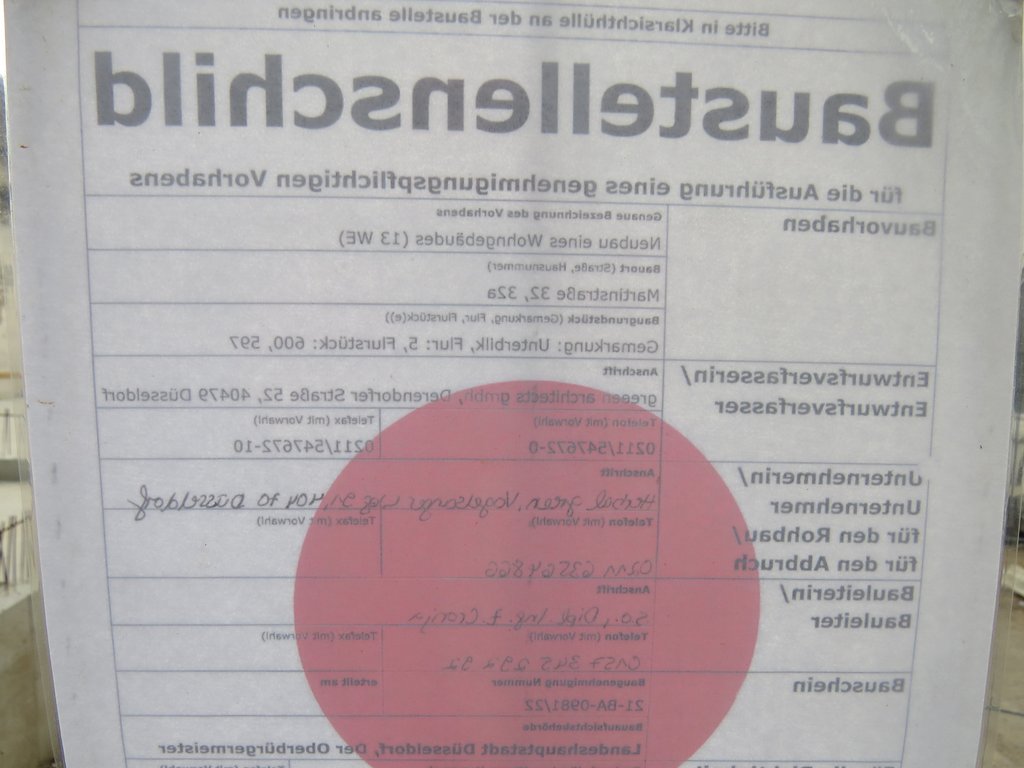 Bitte in Klarsichthülle an der Baustelle anbringen
Baustellenschild
für die Ausführung eines genehmigungspflichtigen Vorhabens
Bauvorhaben
Genaue Bezeichnung des Vorhabens
Neubau eines Wohngebäudes (13 WE)
Bauort (Straße, Hausnummer)
Martinstraße 32, 32a
Baugrundstück (Gemarkung, Flur, Flurstück(e))
Gemarkung: Unterbilk, Flur: 5, Flurstück: 600, 597
Entwurfsverfasserin/
Entwurfsverfasser
Anschrift
greeen architects gmbh, Derendorfer Straße 52, 40479 Düsseldorf
Telefon (mit Vorwahl) Telefax (mit Vorwahl)
0211/547672-0 0211/547672-10
Unternehmerin/
Unternehmer
für den Rohbau/
für den Abbruch
Anschrift
Düsseldorf
Telefon (mit Vorwahl) Telefax (mit Vorwahl)
Bauleiterin/
Bauleiter
Anschrift
S.O., Dipl. Ing.
Telefon (mit Vorwahl) Telefax (mit Vorwahl)
Bauschein
Baugenehmigung Nummer erteilt am
21-BA-0981/22
Bauaufsichtsbehörde
Landeshauptstadt Düsseldorf, Der Oberbürgermeister